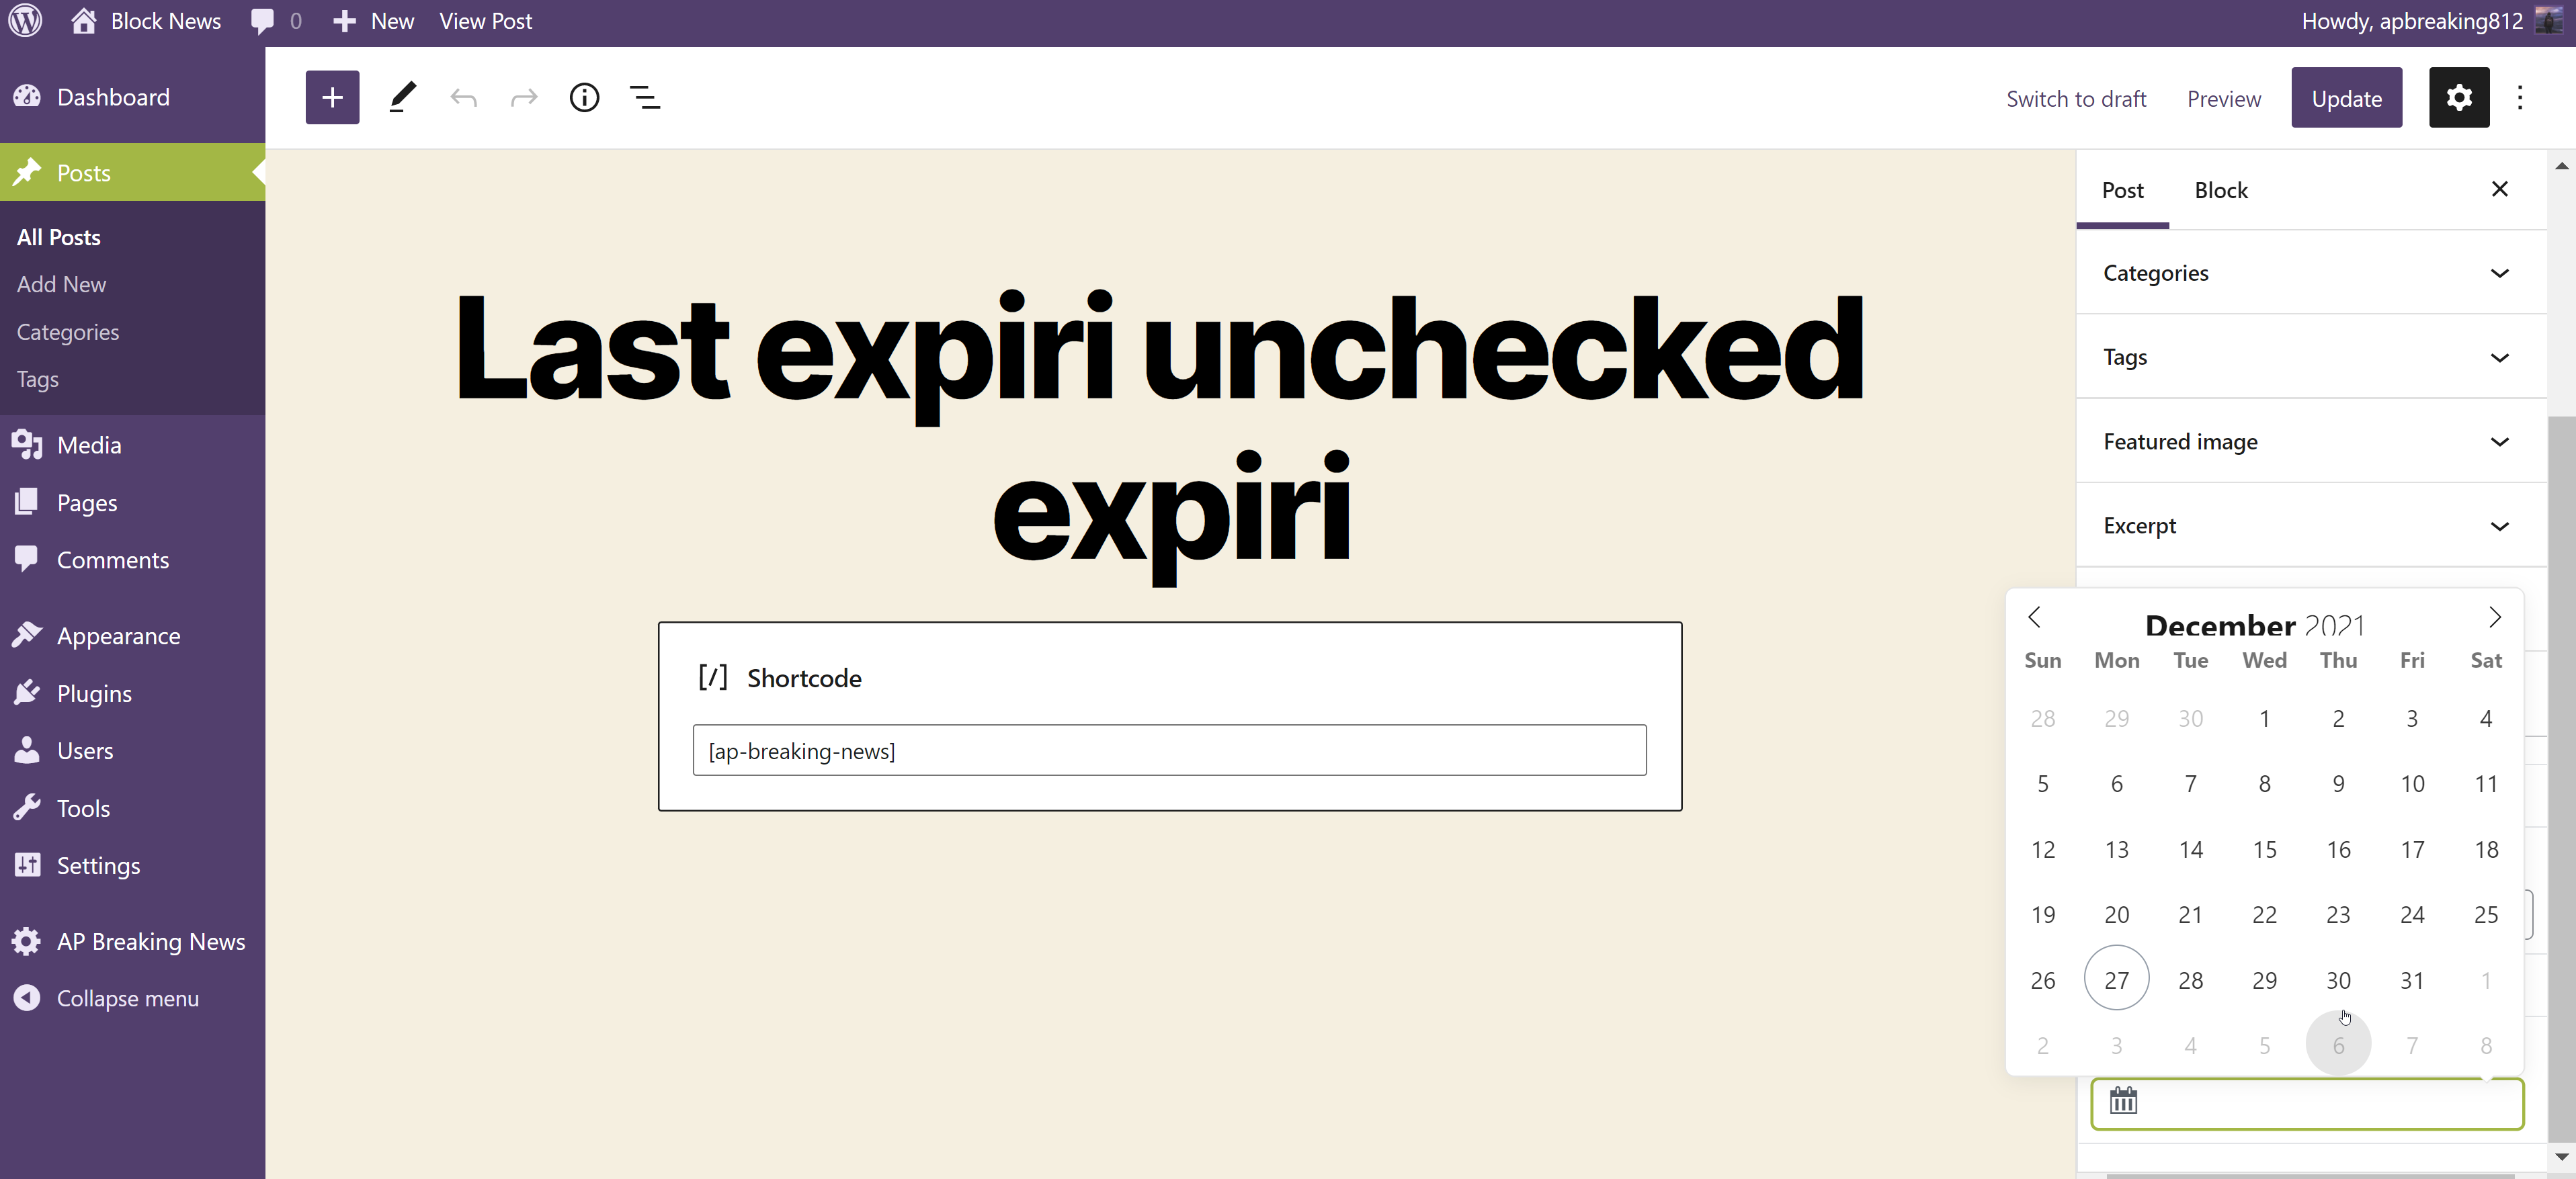 Block News 0 New View Post Howdy, apbreaking812
Dashboard
Posts
All Posts
Add New
Categories
Tags
Media
Pages
Comments
Appearance
Plugins
Users
Tools
Settings
AP Breaking News
Collapse menu
Switch to draft Preview Update
Last expiri unchecked
expiri
[/] Shortcode
[ap-breaking-news]
Post Block
Categories
Tags
Featured image
Excerpt
December 2021
Sun Mon Tue Wed Thu Fri Sat
28 29 30 1 2 3 4
5 6 7 8 9 10 11
12 13 14 15 16 17 18
19 20 21 22 23 24 25
26 27 28 29 30 31 1
2 3 4 5 6 7 8